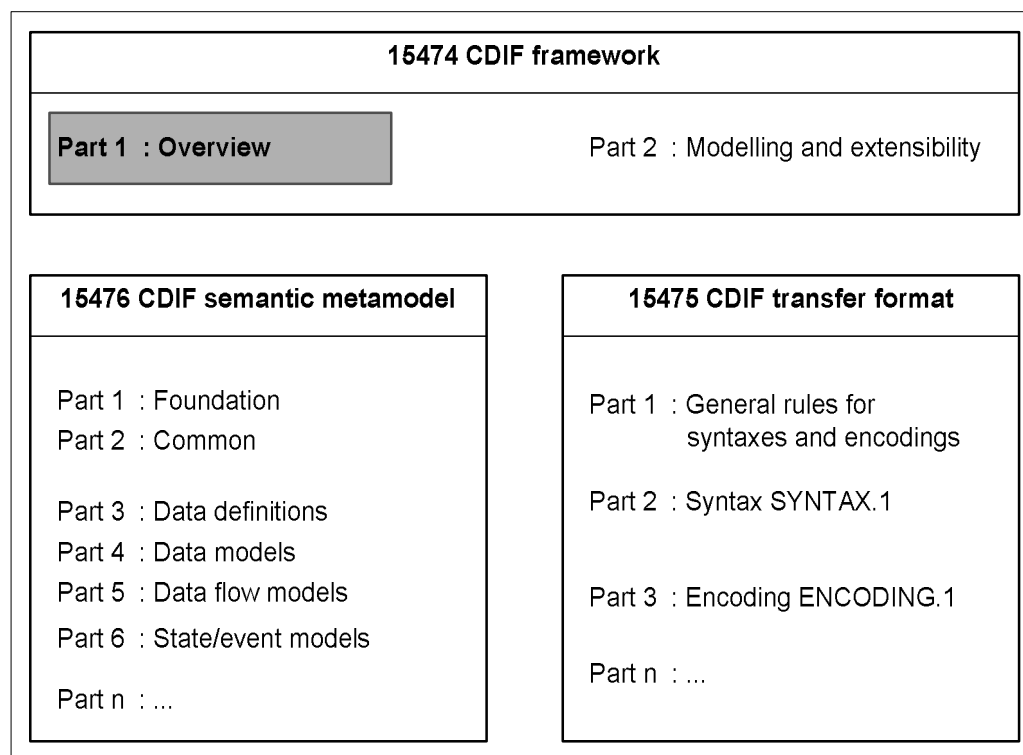 15474 CDIF framework
Part 1 : Overview
Part 2 : Modelling and extensibility
15476 CDIF semantic metamodel
Part 1 : Foundation
Part 2 : Common
Part 3 : Data definitions
Part 4 : Data models
Part 5 : Data flow models
Part 6 : State/event models
Part n : ...
15475 CDIF transfer format
Part 1 : General rules for
syntaxes and encodings
Part 2 : Syntax SYNTAX.1
Part 3 : Encoding ENCODING.1
Part n : ...